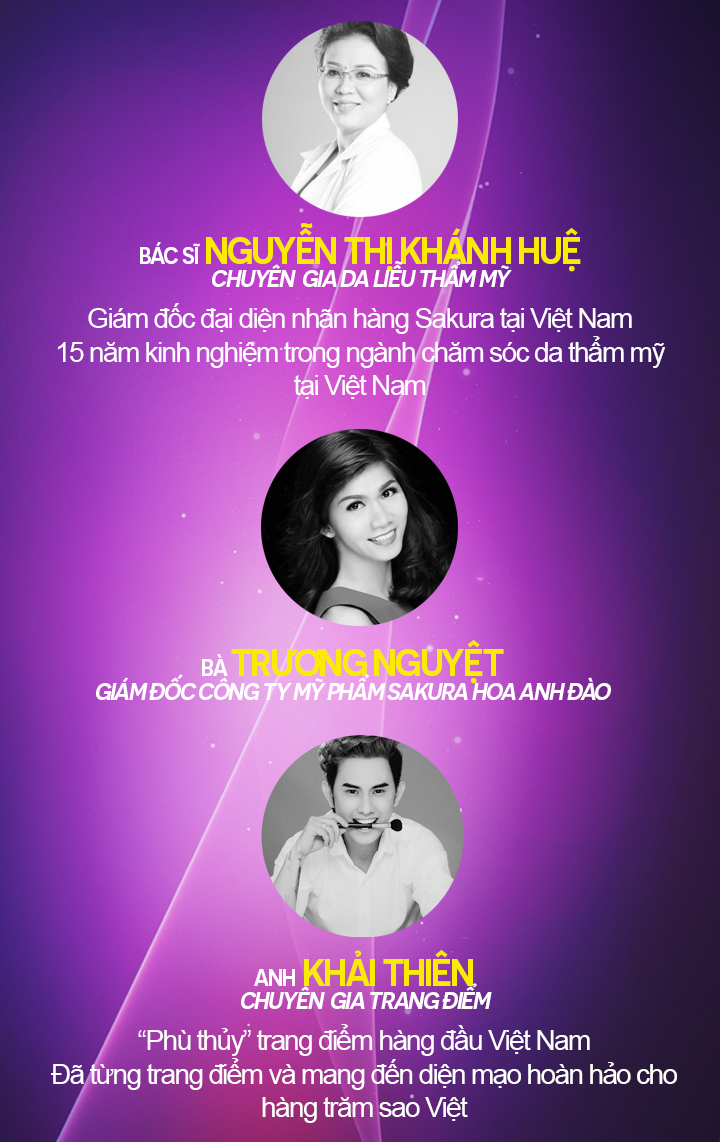 BÁC SĨ NGUYỄN THỊ KHÁNH HUỆ
CHUYÊN GIA DA LIỄU THẨM MỸ
Giám đốc đại diện nhãn hàng Sakura tại Việt Nam
15 năm kinh nghiệm trong ngành chăm sóc da thẩm mỹ
tại Việt Nam
BÀ TRƯƠNG NGUYỆT
GIÁM ĐỐC CÔNG TY MỸ PHẨM SAKURA HOA ANH ĐÀO
ANH KHẢI THIÊN
CHUYÊN GIA TRANG ĐIỂM
“Phù thủy” trang điểm hàng đầu Việt Nam
Đã từng trang điểm và mang đến diện mạo hoàn hảo cho
hàng trăm sao Việt